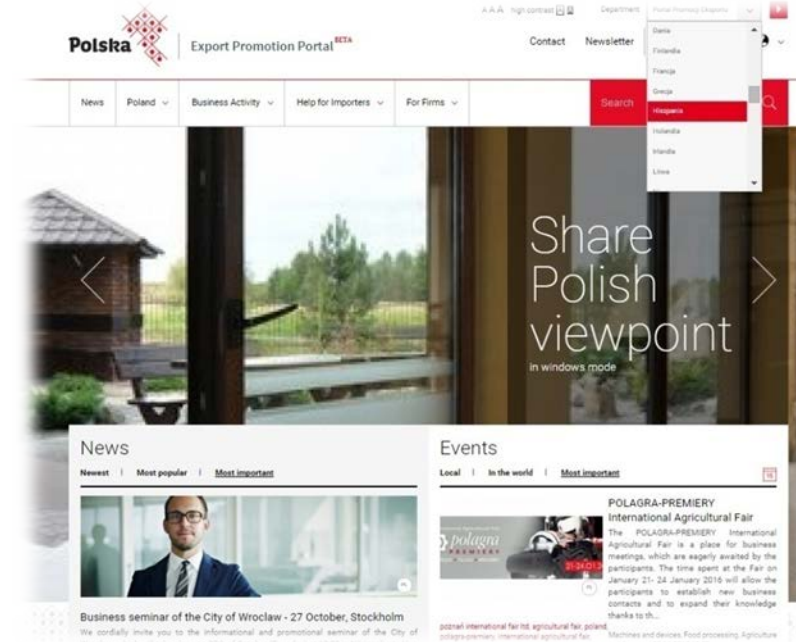 A A A high contrast
Department Portal Promocji Eksportu
Polska
Export Promotion Portal BETA
Contact Newsletter
Dania
Finlandia
Francja
Grecja
Hiszpania
Holandia
Irlandia
Litwa
News Poland Business Activity Help for Importers For Firms
Search
Share
Polish
viewpoint
in windows mode
News
Newest | Most popular | Most important
Business seminar of the City of Wroclaw - 27 October, Stockholm
We cordially invite you to the informational and promotional seminar of the City of
Events
Local | In the world | Most important
polagra
PREMIERY
POLAGRA-PREMIERY
International Agricultural Fair
The POLAGRA-PREMIERY International
Agricultural Fair is a place for business
meetings, which are eagerly awaited by the
participants. The time spent at the Fair on
January 21- 24 January 2016 will allow the
participants to establish new business
contacts and to expand their knowledge
thanks to th...
poznań international fair ltd, agricultural fair, poland,
polagra-premiery, international agricultural fair,
Machines and devices, Food processing, Agriculture